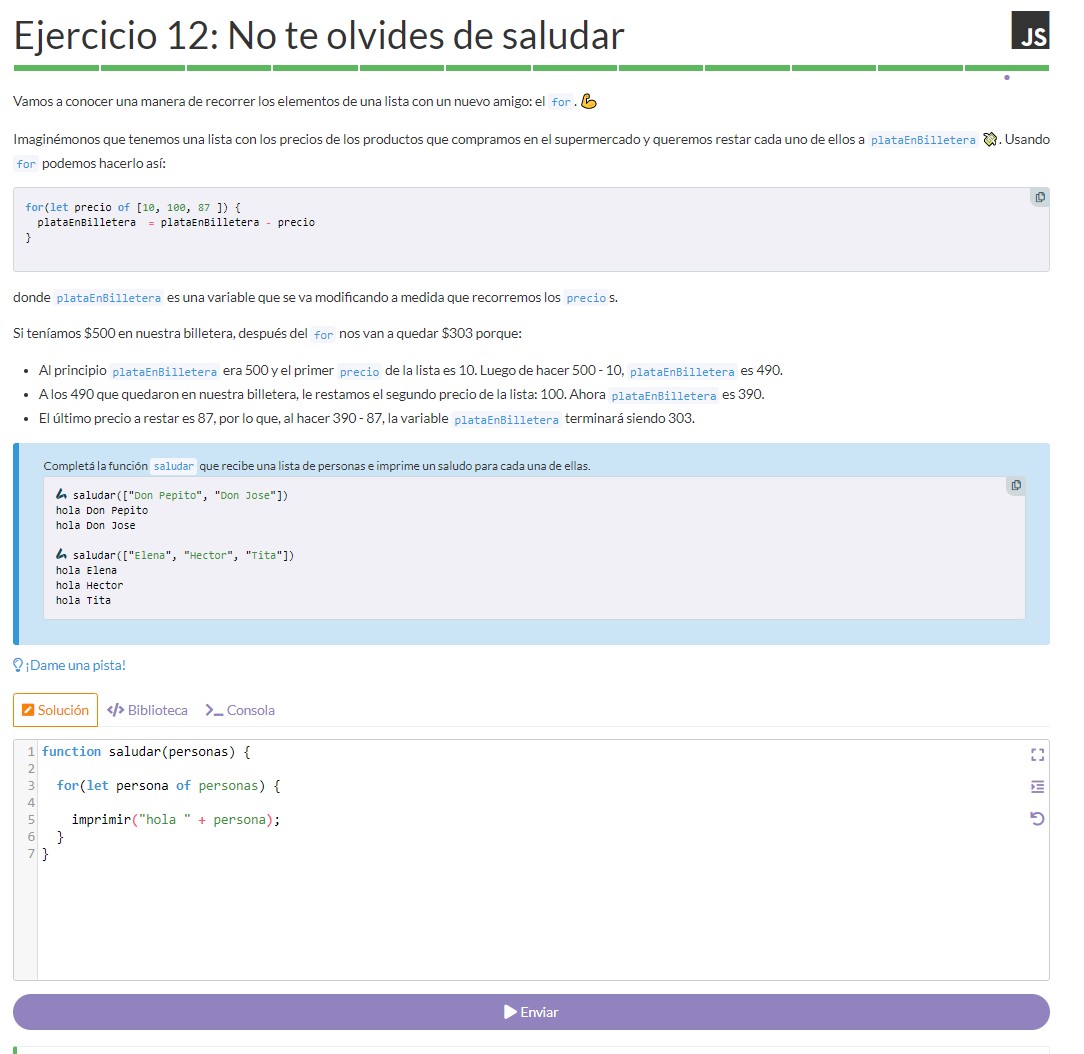 Ejercicio 12: No te olvides de saludar
JS
Vamos a conocer una manera de recorrer los elementos de una lista con un nuevo amigo: el for . 💪
Imaginémonos que tenemos una lista con los precios de los productos que compramos en el supermercado y queremos restar cada uno de ellos a plataEnBilletera 💸. Usando
for podemos hacerlo así:
for(let precio of [10, 100, 87 ]) {
  plataEnBilletera  = plataEnBilletera - precio
}
donde plataEnBilletera es una variable que se va modificando a medida que recorremos los precio s.
Si teníamos $500 en nuestra billetera, después del for nos van a quedar $303 porque:
• Al principio plataEnBilletera era 500 y el primer precio de la lista es 10. Luego de hacer 500 - 10, plataEnBilletera es 490.
• A los 490 que quedaron en nuestra billetera, le restamos el segundo precio de la lista: 100. Ahora plataEnBilletera es 390.
• El último precio a restar es 87, por lo que, al hacer 390 - 87, la variable plataEnBilletera terminará siendo 303.
Completá la función saludar que recibe una lista de personas e imprime un saludo para cada una de ellas.
saludar(["Don Pepito", "Don Jose"])
hola Don Pepito
hola Don Jose
saludar(["Elena", "Hector", "Tita"])
hola Elena
hola Hector
hola Tita
¡Dame una pista!
Solución </> Biblioteca >_ Consola
1 function saludar(personas) {
2
3   for(let persona of personas) {
4
5     imprimir("hola " + persona);
6   }
7 }
Enviar